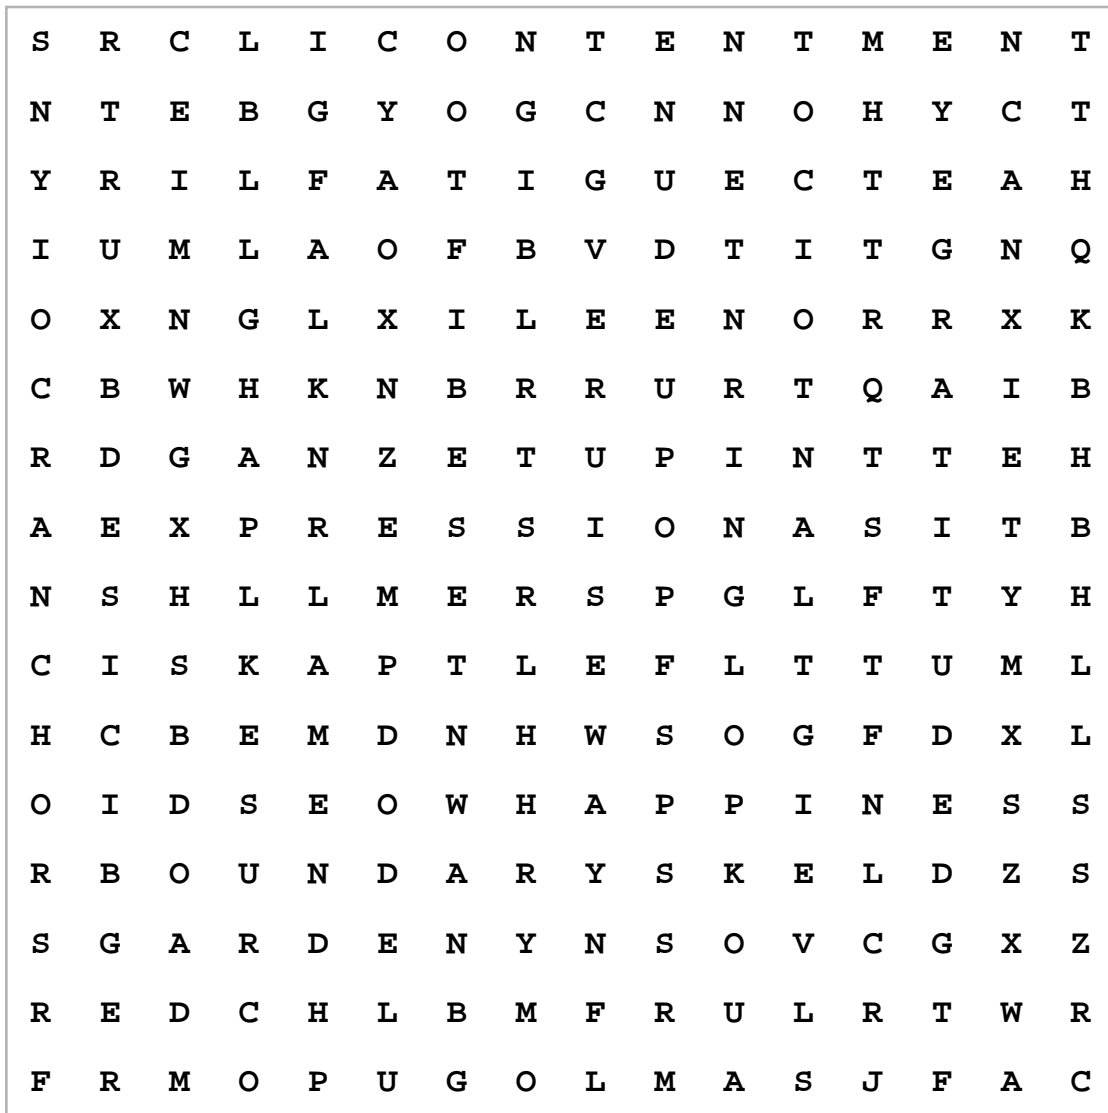 S R C L I C O N T E N T M E N T
N T E B G Y O G C N N O H Y C T
Y R I L F A T I G U E C T E A H
I U M L A O F B V D T I T G N Q
O X N G L X I L E E N O R R X K
C B W H K N B R R U R T Q A I B
R D G A N Z E T U P I N T T E H
A E X P R E S S I O N A S I T B
N S H L L M E R S P G L F T Y H
C I S K A P T L E F L T T U M L
H C B E M D N H W S O G F D X L
O I D S E O W H A P P I N E S S
R B O U N D A R Y S K E L D Z S
S G A R D E N Y N S O V C G X Z
R E D C H L B M F R U L R T W R
F R M O P U G O L M A S J F A C